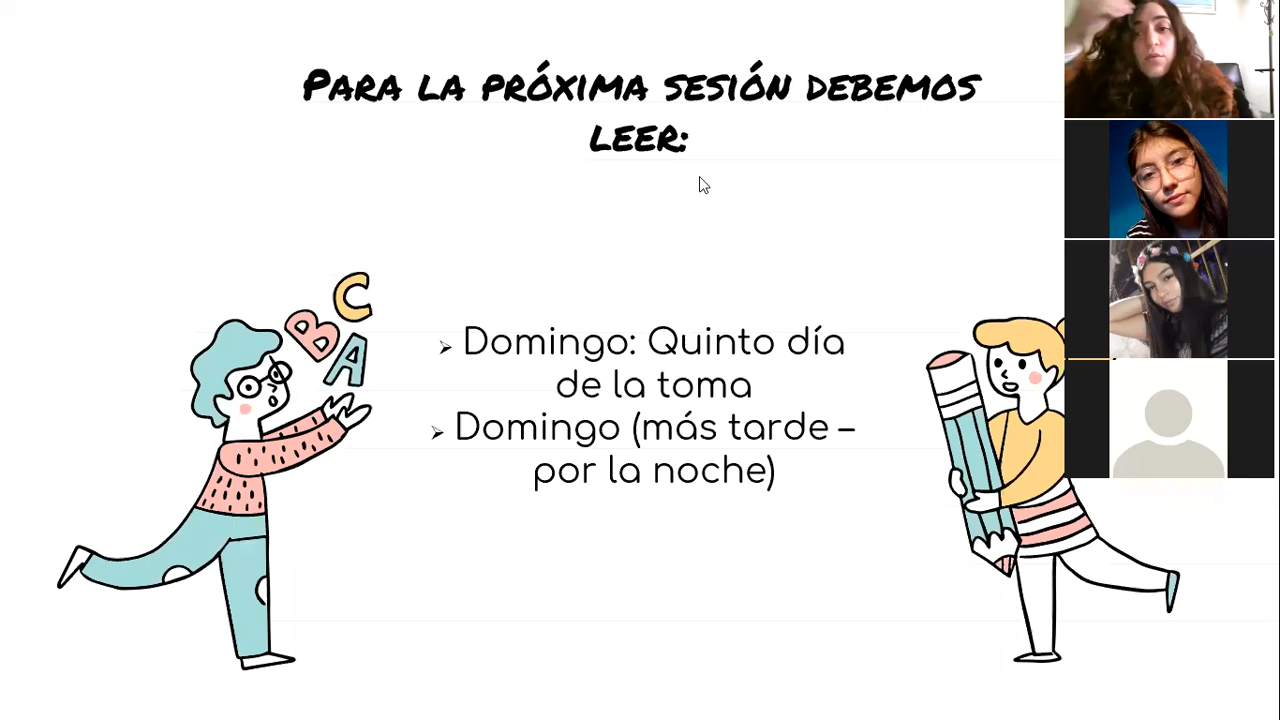 PARA LA PRÓXIMA SESIÓN DEBEMOS
LEER:
B C A
➢ Domingo: Quinto día
de la toma
➢ Domingo (más tarde –
por la noche)